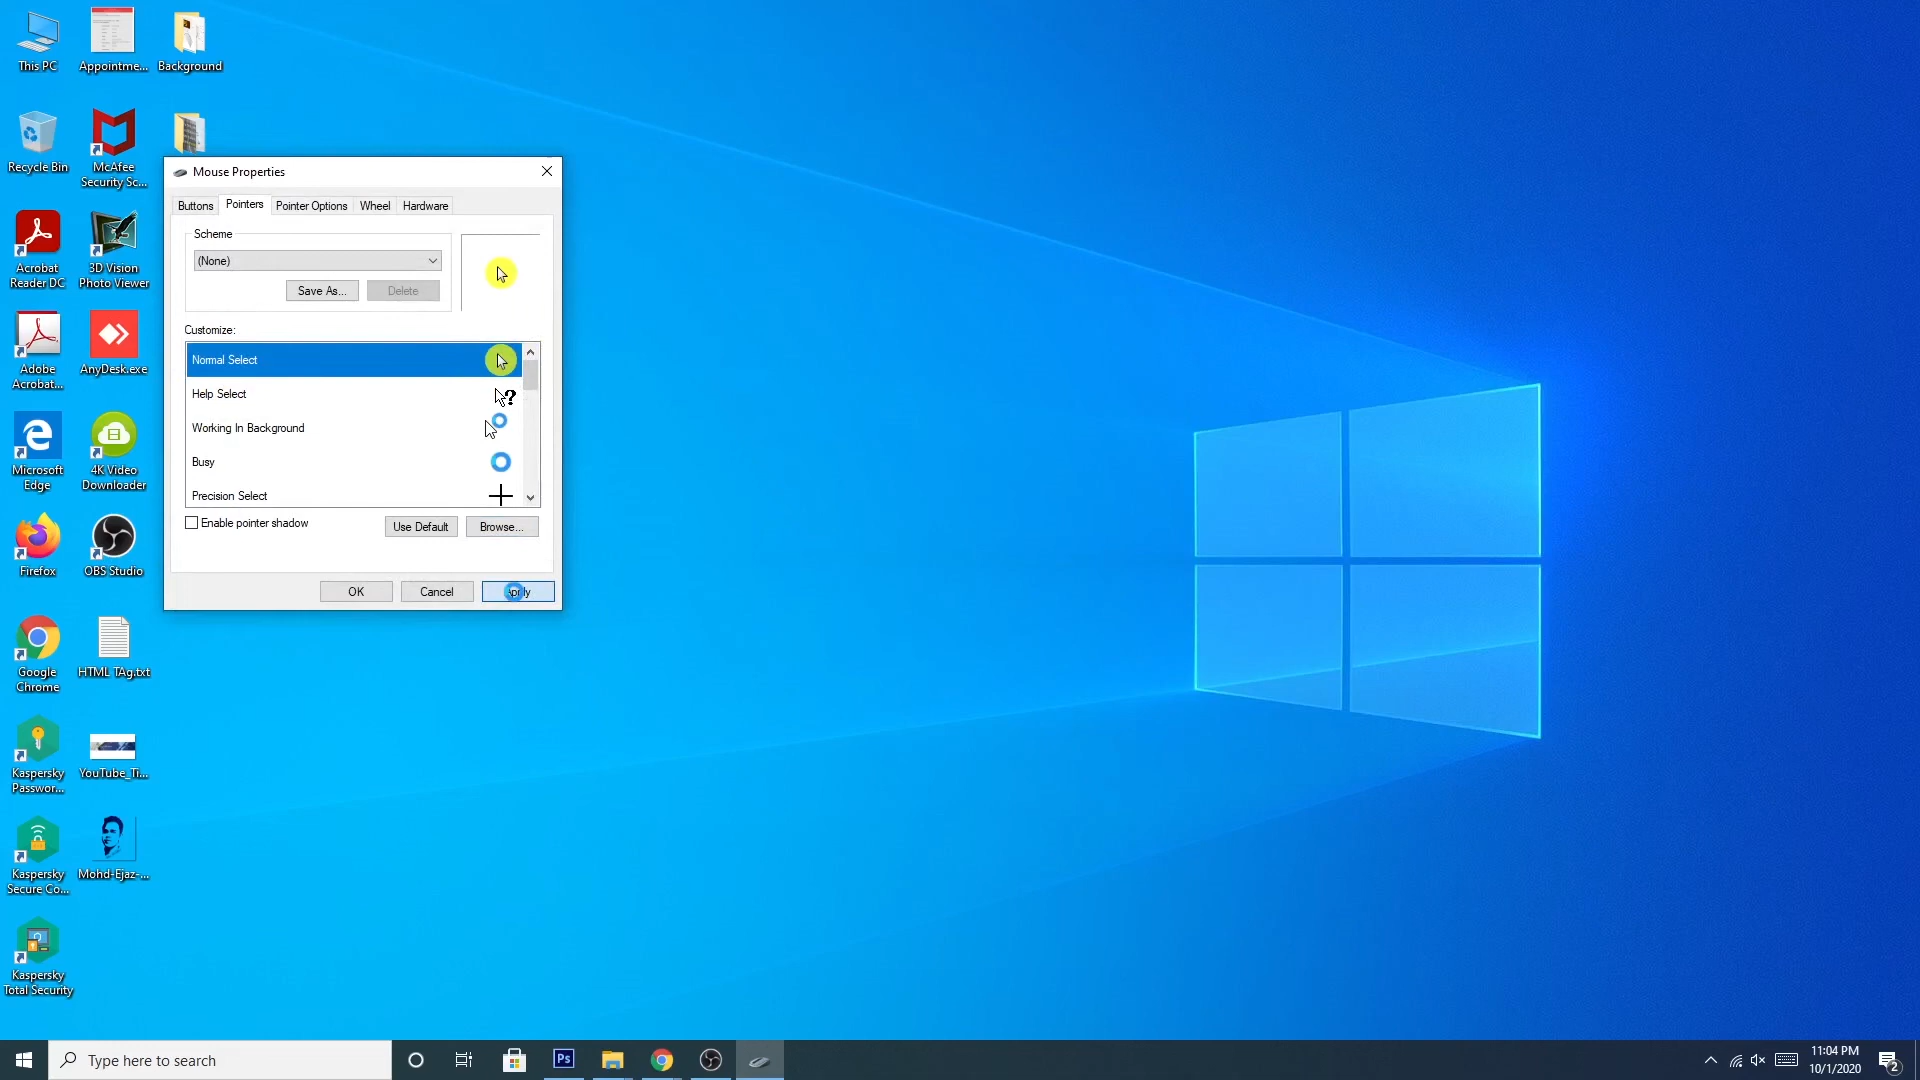 This PC
Appointme...
Background
Recycle Bin
McAfee
Security Sc...
Acrobat
Reader DC
3D Vision
Photo Viewer
Adobe
Acrobat...
AnyDesk.exe
Microsoft
Edge
4K Video
Downloader
Firefox
OBS Studio
Google
Chrome
HTML TAg.txt
Kaspersky
Passwor...
YouTube_Ti...
Kaspersky
Secure Co...
Mohd-Ejaz-...
Kaspersky
Total Security
Mouse Properties
Buttons
Pointers
Pointer Options
Wheel
Hardware
Scheme
(None)
Save As...
Delete
Customize:
Normal Select
Help Select
Working In Background
Busy
Precision Select
Enable pointer shadow
Use Default
Browse...
OK
Cancel
Apply
Type here to search
Ps
11:04 PM
10/1/2020
2